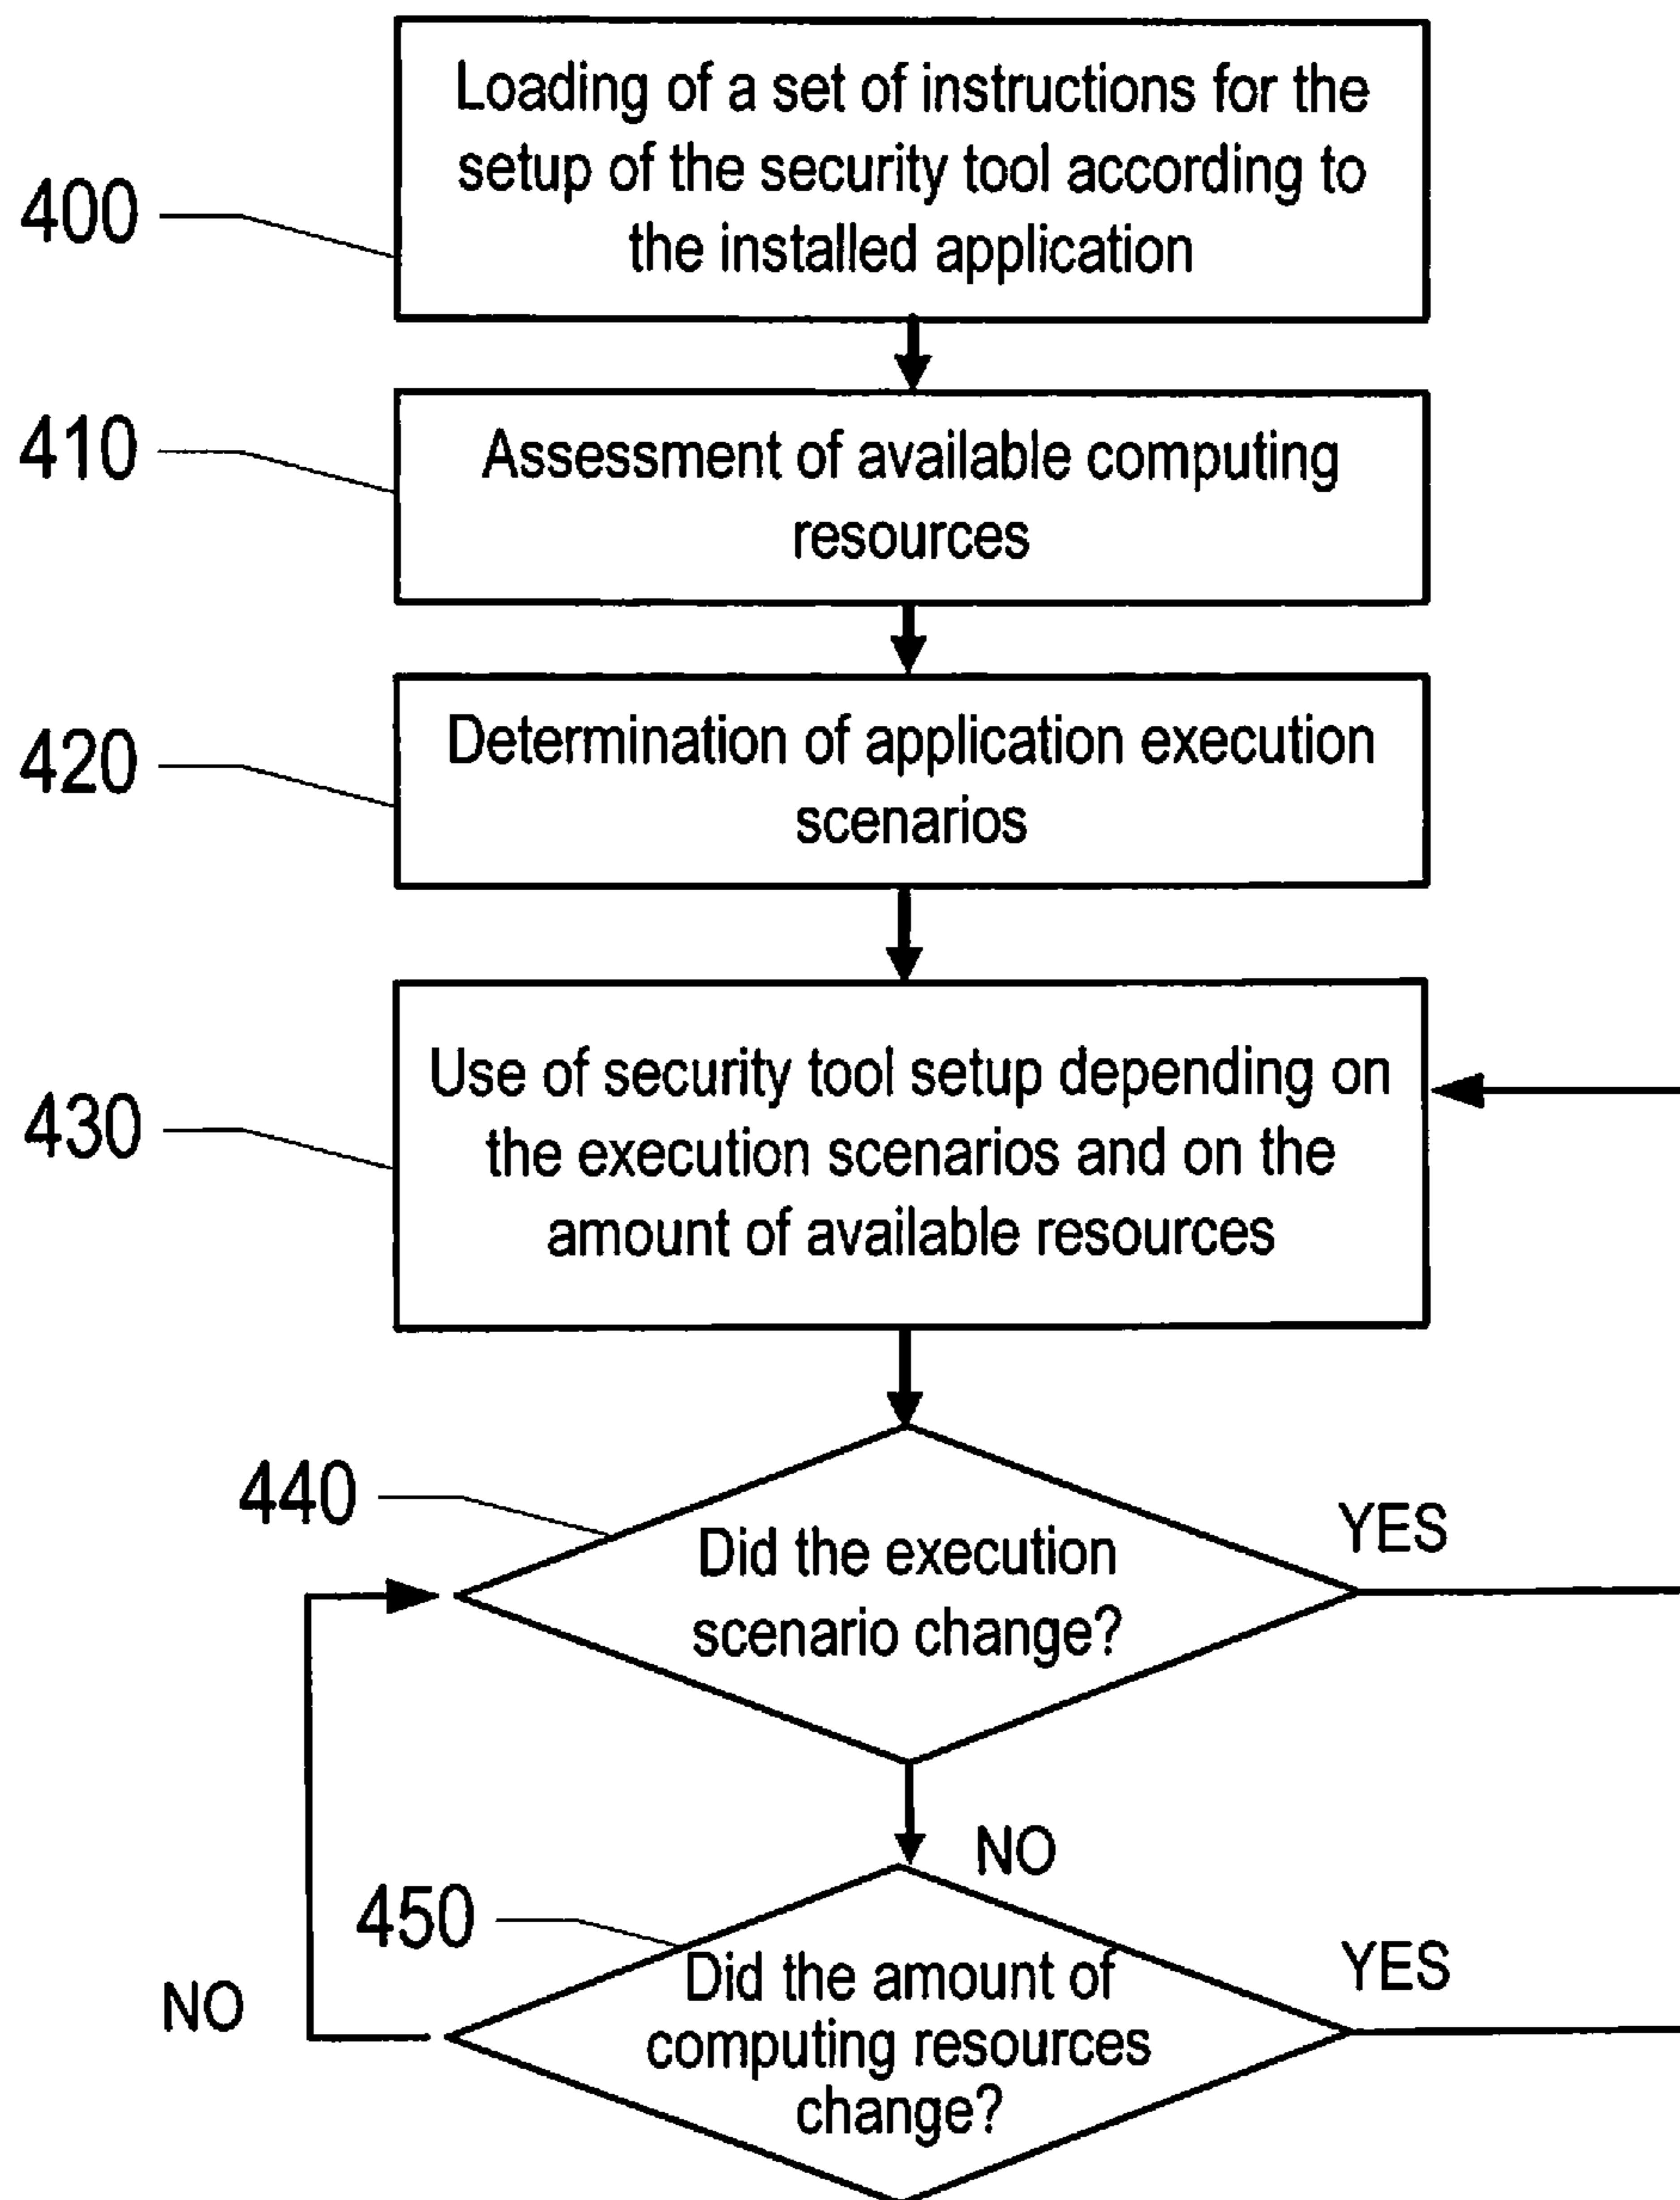 Loading of a set of instructions for the
setup of the security tool according to
the installed application
400
Assessment of available computing
resources
410
Determination of application execution
scenarios
420
Use of security tool setup depending on
the execution scenarios and on the
amount of available resources
430
440
Did the execution
scenario change?
YES
NO
450
Did the amount of
computing resources
change?
YES
NO